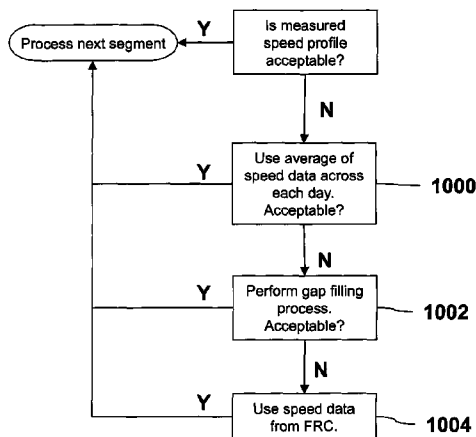 Process next segment
Y
is measured
speed profile
acceptable?
N
Y
Use average of
speed data across
each day.
Acceptable?
1000
N
Y
Perform gap filling
process.
Acceptable?
1002
N
Y
Use speed data
from FRC.
1004